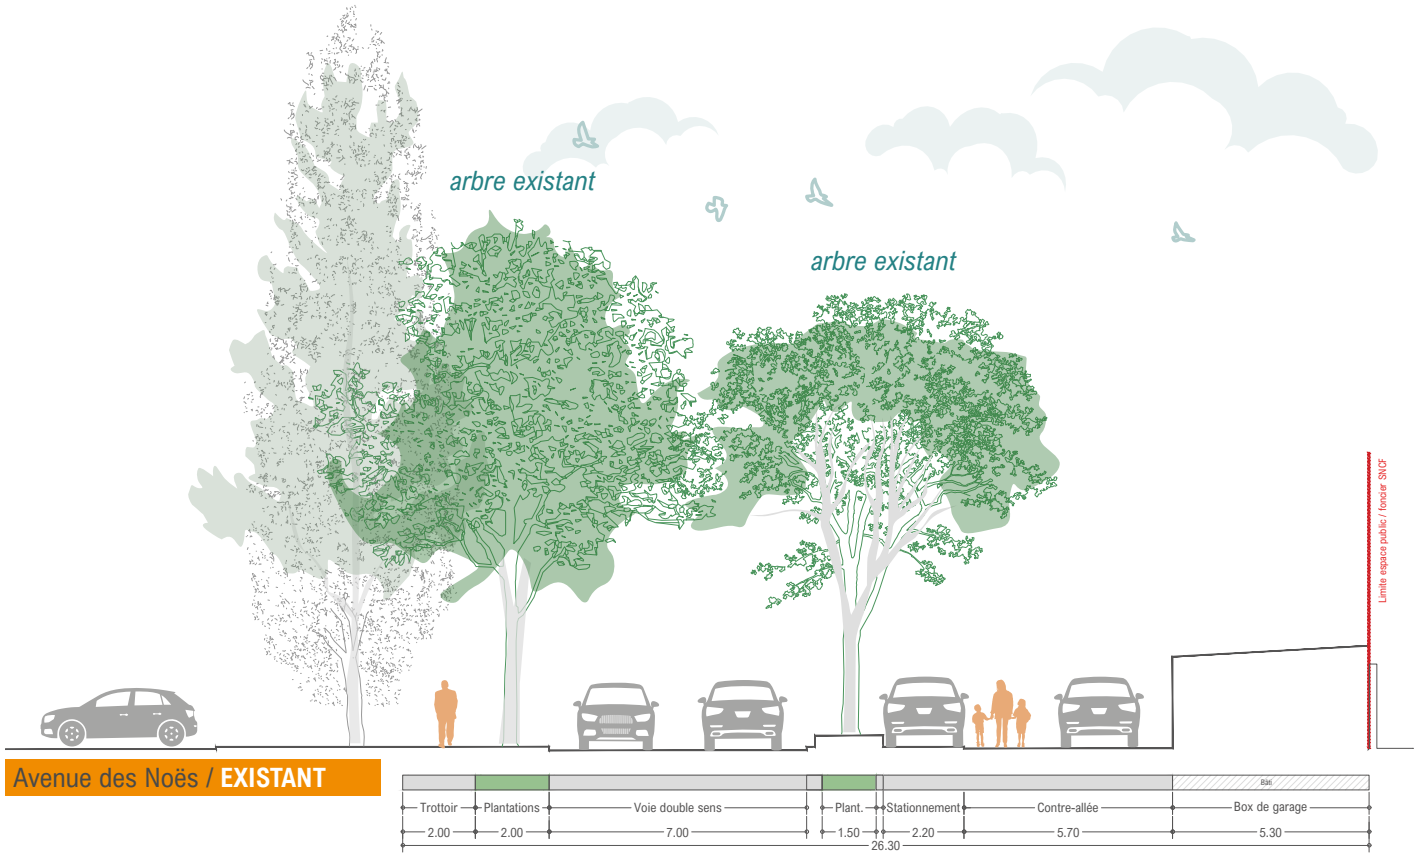 arbre existant
arbre existant
Limite espace public / foncier SNCF
Avenue des Noës / EXISTANT
Bâti
Trottoir Plantations Voie double sens Plant. Stationnement Contre-allée Box de garage
2.00 2.00 7.00 1.50 2.20 5.70 5.30
26.30